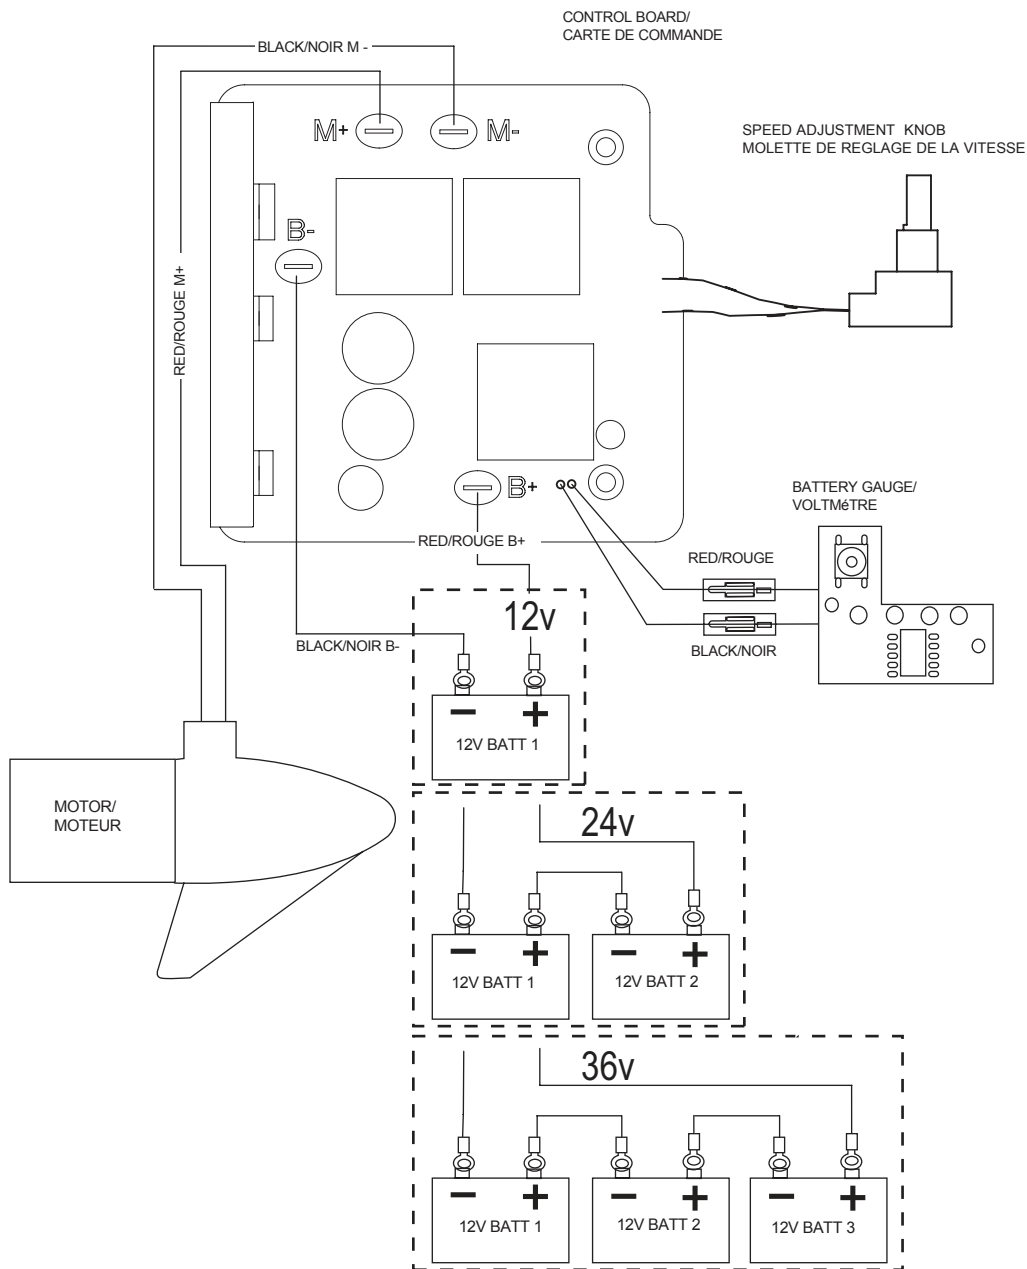 CONTROL BOARD/
CARTE DE COMMANDE
BLACK/NOIR M -
M+
M-
SPEED ADJUSTMENT KNOB
MOLETTE DE REGLAGE DE LA VITESSE
B-
RED/ROUGE M+
B+
BATTERY GAUGE/
VOLTMéTRE
RED/ROUGE B+
RED/ROUGE
BLACK/NOIR
12v
BLACK/NOIR B-
− +
12V BATT 1
MOTOR/
MOTEUR
24v
− + − +
12V BATT 1
12V BATT 2
36v
− + − + − +
12V BATT 1
12V BATT 2
12V BATT 3